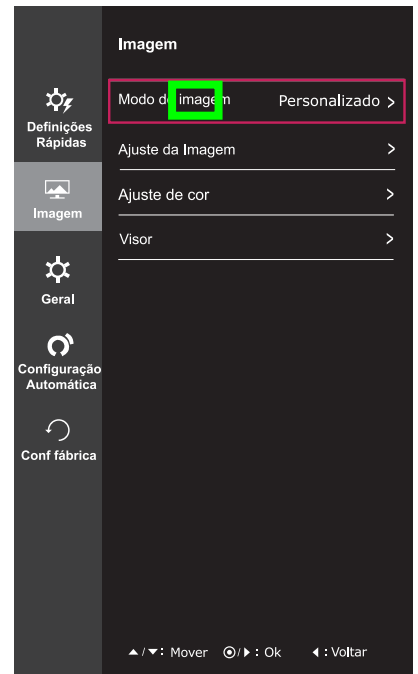 Imagem
Modo de imagem Personalizado >
Ajuste da Imagem >
Ajuste de cor >
Visor >
Definições
Rápidas
Imagem
Geral
Configuração
Automática
Conf fábrica
▲/▼: Mover ◉/▶: Ok ◀: Voltar